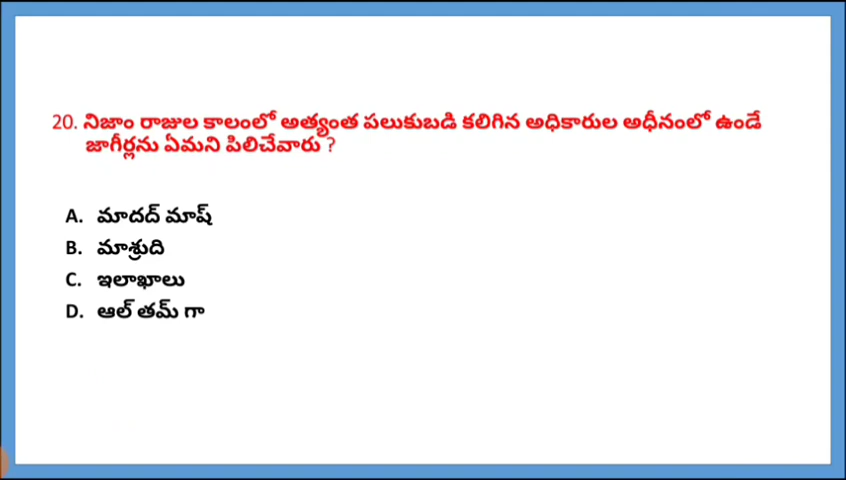 20. నిజాం రాజుల కాలంలో అత్యంత పలుకుబడి కలిగిన అధికారుల అధీనంలో ఉండే
జాగీర్లను ఏమని పిలిచేవారు ?
A. మాదద్ మాష్
B. మాశ్రుది
C. ఇలాఖాలు
D. ఆల్ తమ్ గా